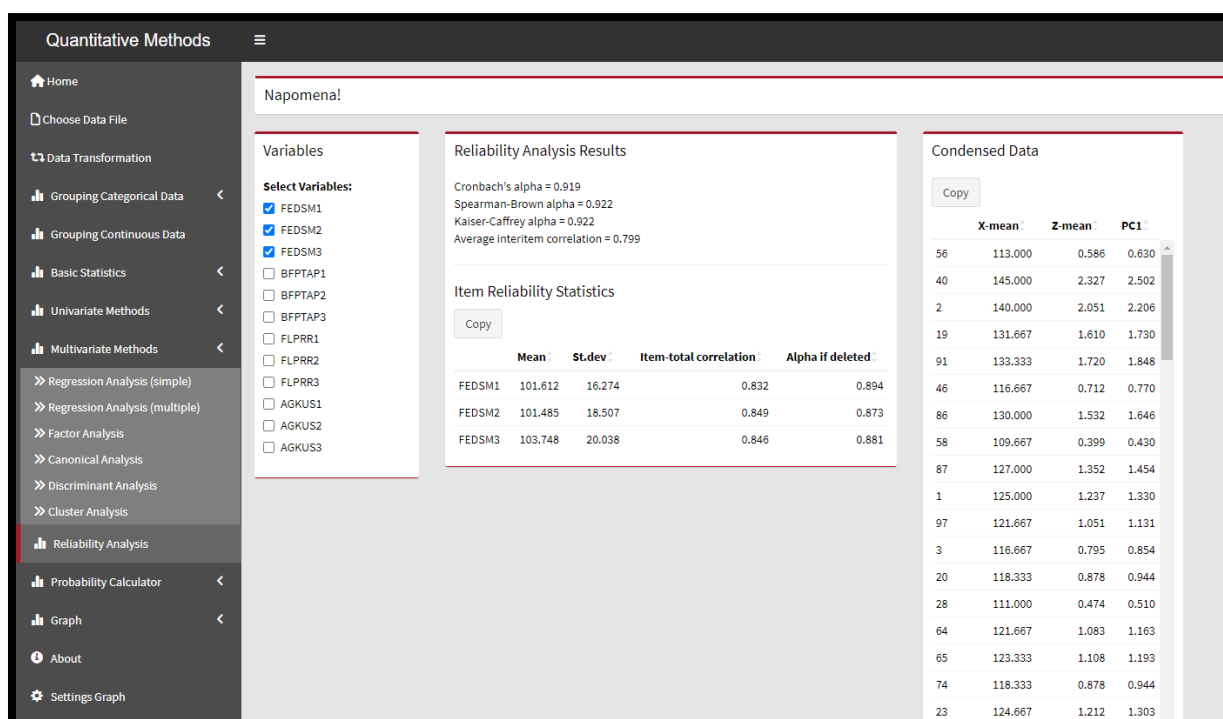 Quantitative Methods
Home
Choose Data File
Data Transformation
Grouping Categorical Data
Grouping Continuous Data
Basic Statistics
Univariate Methods
Multivariate Methods
Regression Analysis (simple)
Regression Analysis (multiple)
Factor Analysis
Canonical Analysis
Discriminant Analysis
Cluster Analysis
Reliability Analysis
Probability Calculator
Graph
About
Settings Graph
Napomena!
Variables
Select Variables:
FEDSM1
FEDSM2
FEDSM3
BFPTAP1
BFPTAP2
BFPTAP3
FLPRR1
FLPRR2
FLPRR3
AGKUS1
AGKUS2
AGKUS3
Reliability Analysis Results
Cronbach's alpha = 0.919
Spearman-Brown alpha = 0.922
Kaiser-Caffrey alpha = 0.922
Average interitem correlation = 0.799
Item Reliability Statistics
Copy
Mean St.dev Item-total correlation Alpha if deleted
FEDSM1 101.612 16.274 0.832 0.894
FEDSM2 101.485 18.507 0.849 0.873
FEDSM3 103.748 20.038 0.846 0.881
Condensed Data
Copy
X-mean Z-mean PC1
56 113.000 0.586 0.630
40 145.000 2.327 2.502
2 140.000 2.051 2.206
19 131.667 1.610 1.730
91 133.333 1.720 1.848
46 116.667 0.712 0.770
86 130.000 1.532 1.646
58 109.667 0.399 0.430
87 127.000 1.352 1.454
1 125.000 1.237 1.330
97 121.667 1.051 1.131
3 116.667 0.795 0.854
20 118.333 0.878 0.944
28 111.000 0.474 0.510
64 121.667 1.083 1.163
65 123.333 1.108 1.193
74 118.333 0.878 0.944
23 124.667 1.212 1.303